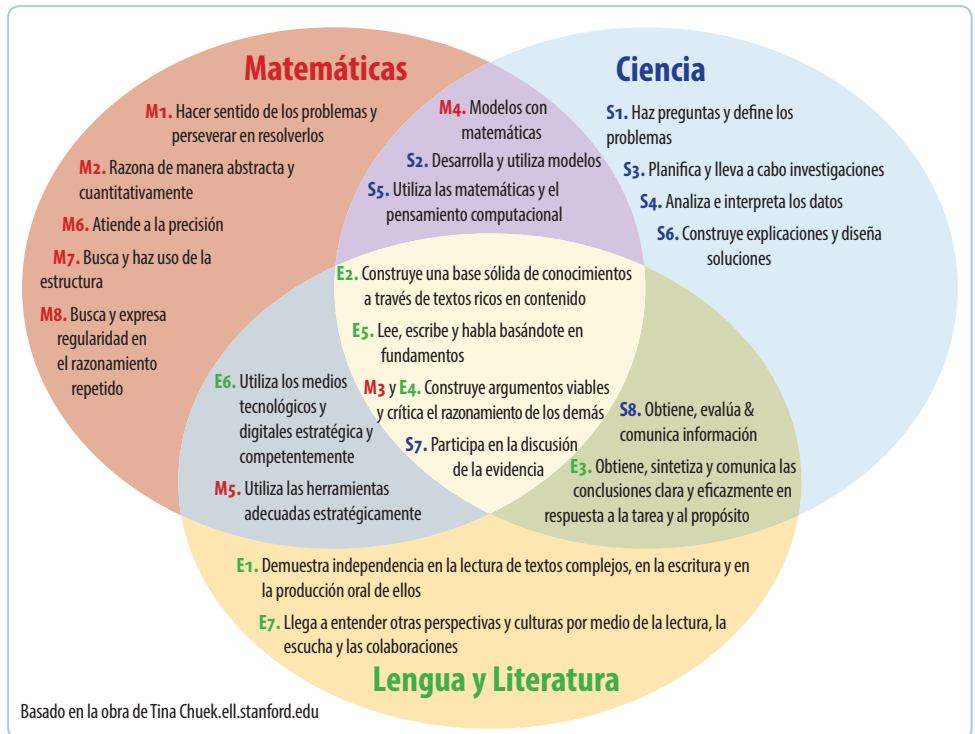 Matemáticas
M1. Hacer sentido de los problemas y
perseverar en resolverlos
M2. Razona de manera abstracta y
cuantitativamente
M6. Atiende a la precisión
M7. Busca y haz uso de la
estructura
M8. Busca y expresa
regularidad en
el razonamiento
repetido
M4. Modelos con
matemáticas
S2. Desarrolla y utiliza modelos
S5. Utiliza las matemáticas y el
pensamiento computacional
Ciencia
S1. Haz preguntas y define los
problemas
S3. Planifica y lleva a cabo investigaciones
S4. Analiza e interpreta los datos
S6. Construye explicaciones y diseña
soluciones
E2. Construye una base sólida de conocimientos
a través de textos ricos en contenido
E5. Lee, escribe y habla basándote en
fundamentos
M3 y E4. Construye argumentos viables
y crítica el razonamiento de los demás
S7. Participa en la discusión
de la evidencia
E6. Utiliza los medios
tecnológicos y
digitales estratégica y
competentemente
M5. Utiliza las herramientas
adecuadas estratégicamente
S8. Obtiene, evalúa &
comunica información
E3. Obtiene, sintetiza y comunica las
conclusiones clara y eficazmente en
respuesta a la tarea y al propósito
E1. Demuestra independencia en la lectura de textos complejos, en la escritura y en
la producción oral de ellos
E7. Llega a entender otras perspectivas y culturas por medio de la lectura, la
escucha y las colaboraciones
Lengua y Literatura
Basado en la obra de Tina Chuek.ell.stanford.edu